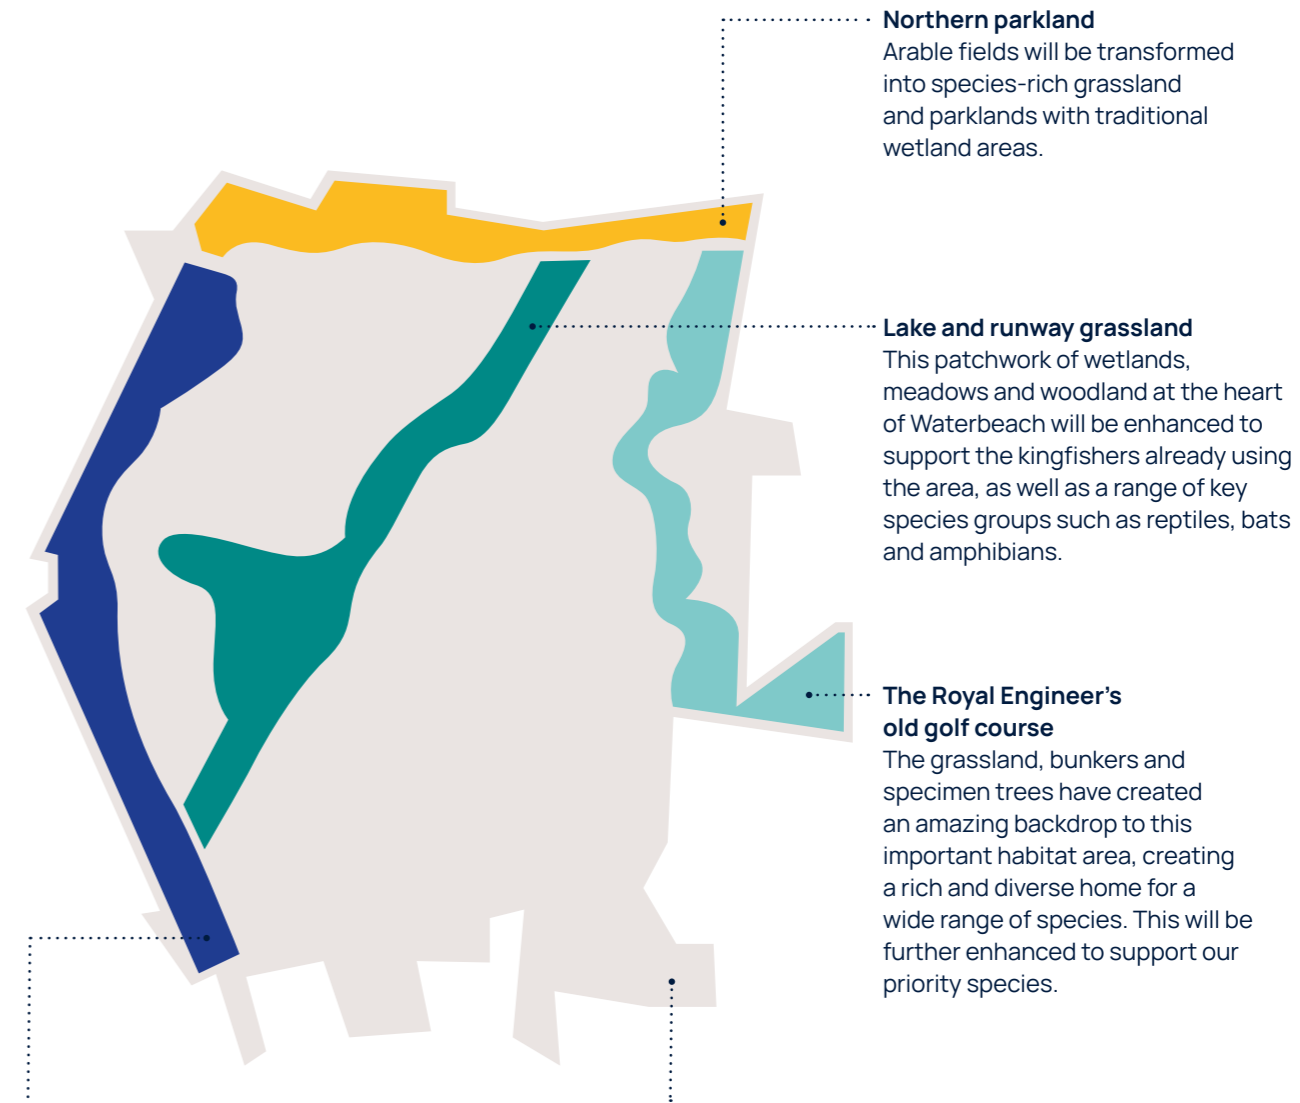 Northern parkland
Arable fields will be transformed
into species-rich grassland
and parklands with traditional
wetland areas.
Lake and runway grassland
This patchwork of wetlands,
meadows and woodland at the heart
of Waterbeach will be enhanced to
support the kingfishers already using
the area, as well as a range of key
species groups such as reptiles, bats
and amphibians.
The Royal Engineer’s
old golf course
The grassland, bunkers and
specimen trees have created
an amazing backdrop to this
important habitat area, creating
a rich and diverse home for a
wide range of species. This will be
further enhanced to support our
priority species.